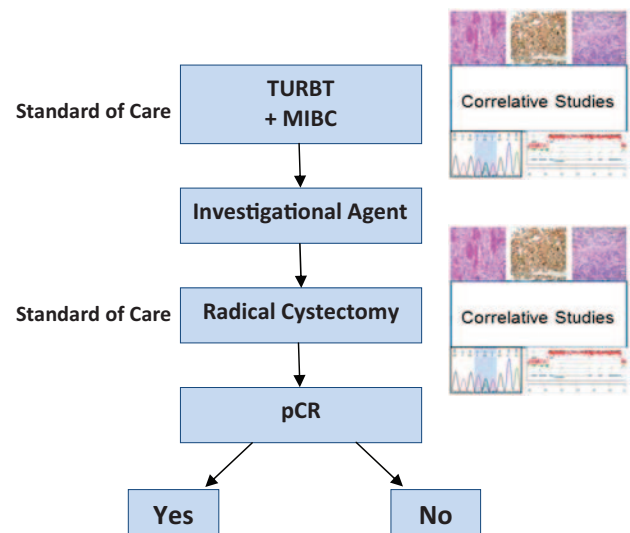 Standard of Care
TURBT
+ MIBC
Correlative Studies
Investigational Agent
Standard of Care
Radical Cystectomy
Correlative Studies
pCR
Yes
No